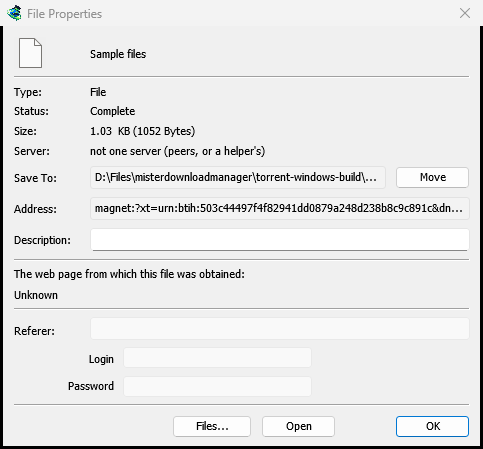 File Properties
Sample files
Type: File
Status: Complete
Size: 1.03 KB (1052 Bytes)
Server: not one server (peers, or a helper's)
Save To: D:\Files\misterdownloadmanager\torrent-windows-build\... Move
Address: magnet:?xt=urn:btih:503c44497f4f82941dd0879a248d238b8c9c891c&dn...
Description:
The web page from which this file was obtained:
Unknown
Referer:
Login
Password
Files... Open OK